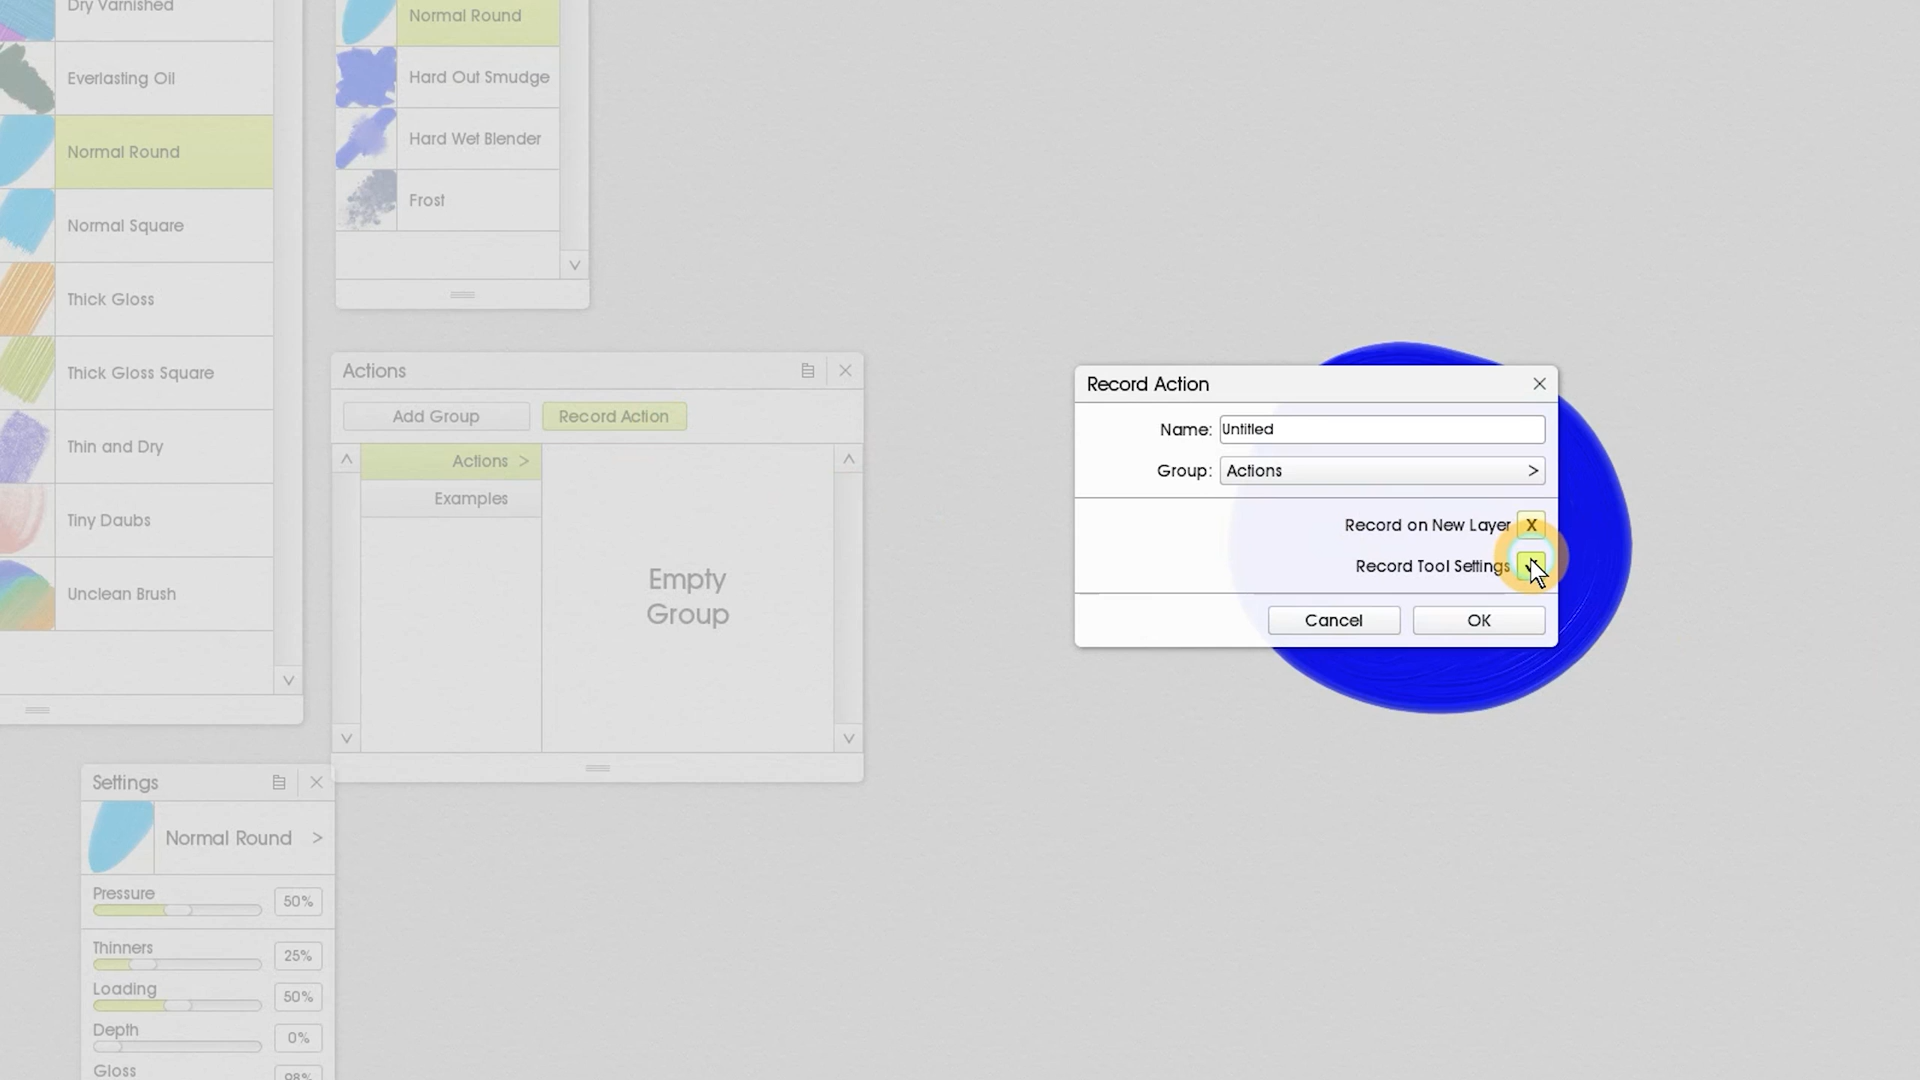 Dry Varnished
Everlasting Oil
Normal Round
Normal Square
Thick Gloss
Thick Gloss Square
Thin and Dry
Tiny Daubs
Unclean Brush
Normal Round
Hard Out Smudge
Hard Wet Blender
Frost
Actions
Add Group
Record Action
Actions >
Examples
Empty
Group
Settings
Normal Round >
Pressure
50%
Thinners
25%
Loading
50%
Depth
0%
Gloss
98%
Record Action
Name: Untitled
Group: Actions >
Record on New Layer X
Record Tool Settings
Cancel
OK